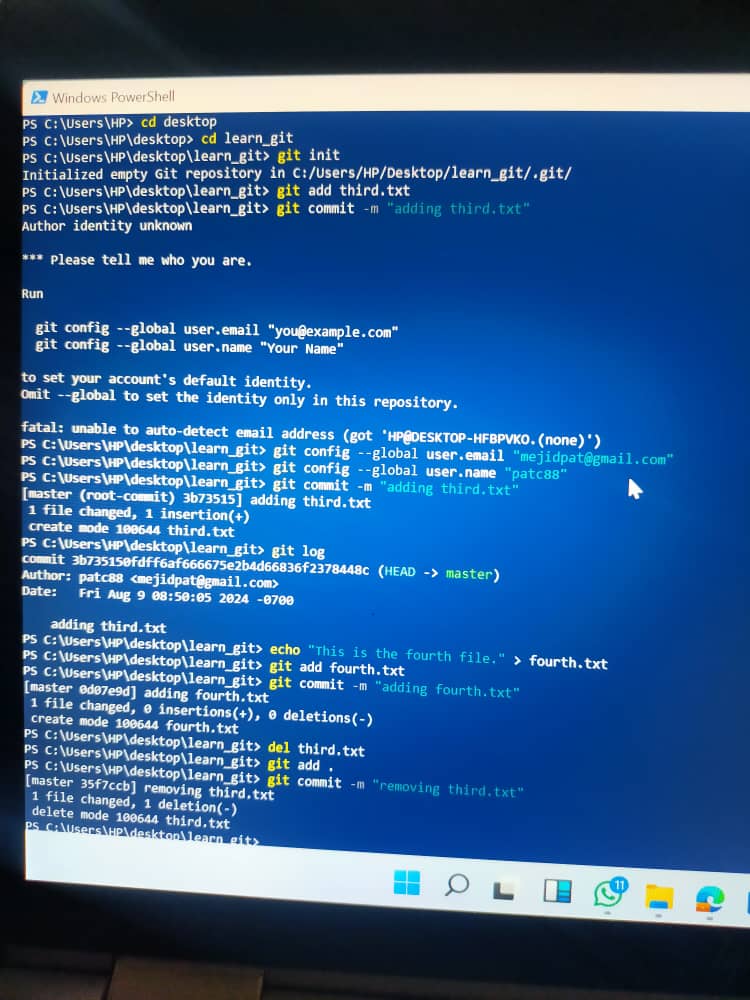 Windows PowerShell
PS C:\Users\HP> cd desktop
PS C:\Users\HP\desktop> cd learn_git
PS C:\Users\HP\desktop\learn_git> git init
Initialized empty Git repository in C:/Users/HP/Desktop/learn_git/.git/
PS C:\Users\HP\desktop\learn_git> git add third.txt
PS C:\Users\HP\desktop\learn_git> git commit -m "adding third.txt"
Author identity unknown
*** Please tell me who you are.
Run
git config --global user.email "you@example.com"
git config --global user.name "Your Name"
to set your account's default identity.
Omit --global to set the identity only in this repository.
fatal: unable to auto-detect email address (got 'HP@DESKTOP-HFBPVKO.(none)')
PS C:\Users\HP\desktop\learn_git> git config --global user.email "mejidpat@gmail.com"
PS C:\Users\HP\desktop\learn_git> git config --global user.name "patc88"
PS C:\Users\HP\desktop\learn_git> git commit -m "adding third.txt"
[master (root-commit) 3b73515] adding third.txt
1 file changed, 1 insertion(+)
create mode 100644 third.txt
PS C:\Users\HP\desktop\learn_git> git log
commit 3b735150fdff6af666675e2b4d66836f2378448c (HEAD -> master)
Author: patc88 <mejidpat@gmail.com>
Date: Fri Aug 9 08:50:05 2024 -0700
adding third.txt
PS C:\Users\HP\desktop\learn_git> echo "This is the fourth file." > fourth.txt
PS C:\Users\HP\desktop\learn_git> git add fourth.txt
PS C:\Users\HP\desktop\learn_git> git commit -m "adding fourth.txt"
[master 0d07e9d] adding fourth.txt
1 file changed, 0 insertions(+), 0 deletions(-)
create mode 100644 fourth.txt
PS C:\Users\HP\desktop\learn_git> del third.txt
PS C:\Users\HP\desktop\learn_git> git add .
PS C:\Users\HP\desktop\learn_git> git commit -m "removing third.txt"
[master 35f7ccb] removing third.txt
1 file changed, 1 deletion(-)
delete mode 100644 third.txt
PS C:\Users\HP\desktop\learn_git>
11